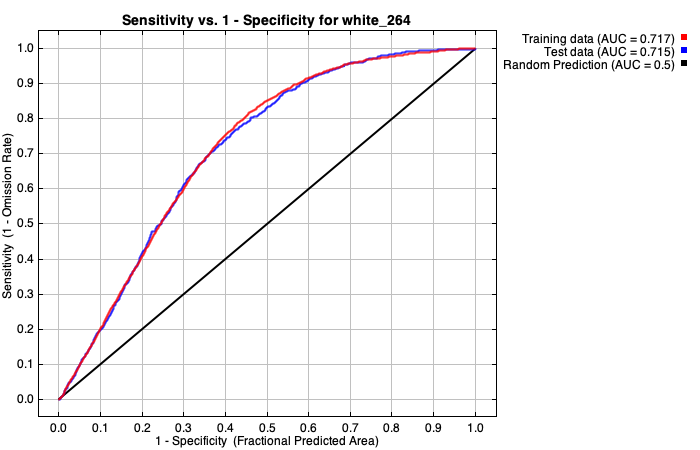 Sensitivity vs. 1 - Specificity for white_264
Training data (AUC = 0.717)
Test data (AUC = 0.715)
Random Prediction (AUC = 0.5)
Sensitivity (1 - Omission Rate)
1.0
0.9
0.8
0.7
0.6
0.5
0.4
0.3
0.2
0.1
0.0
0.0 0.1 0.2 0.3 0.4 0.5 0.6 0.7 0.8 0.9 1.0
1 - Specificity (Fractional Predicted Area)